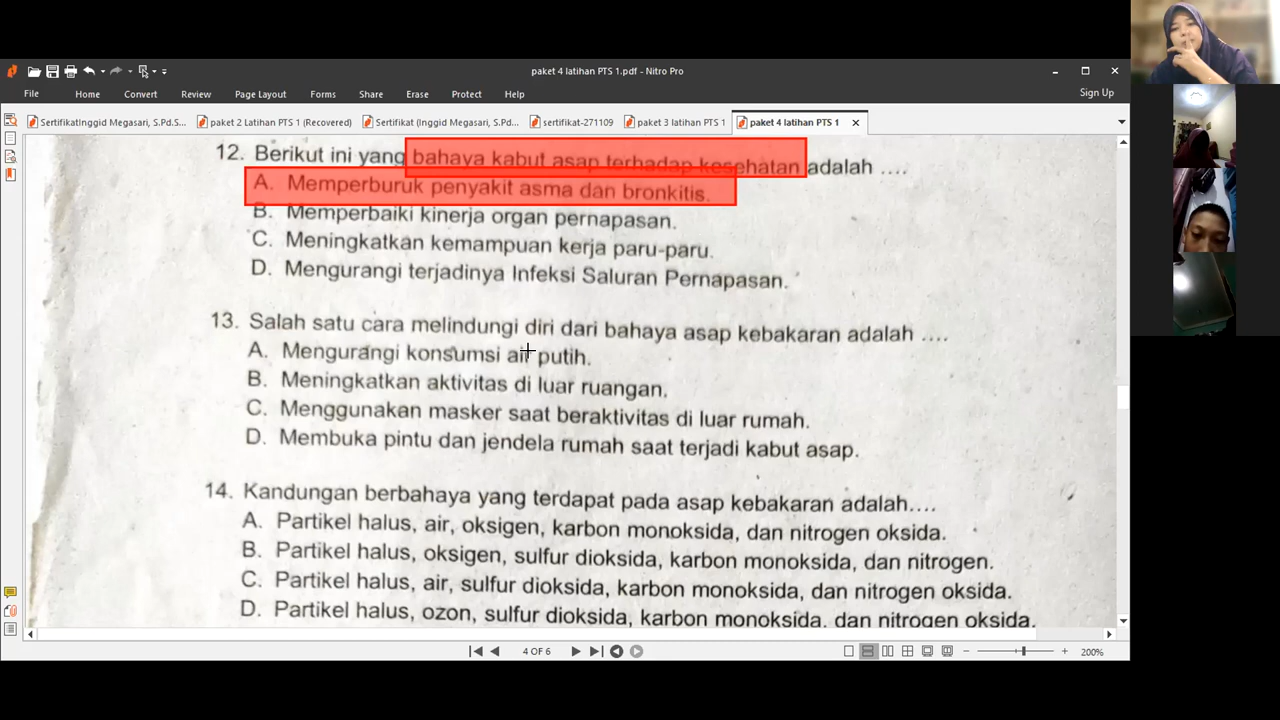 paket 4 latihan PTS 1.pdf - Nitro Pro
File Home Convert Review Page Layout Forms Share Erase Protect Help Sign Up
SertifikatInggid Megasari, S.Pd.S... paket 2 Latihan PTS 1 (Recovered) Sertifikat (Inggid Megasari, S.Pd... sertifikat-271109 paket 3 latihan PTS 1 paket 4 latihan PTS 1
12. Berikut ini yang bahaya kabut asap terhadap kesehatan adalah ....
A. Memperburuk penyakit asma dan bronkitis.
B. Memperbaiki kinerja organ pernapasan.
C. Meningkatkan kemampuan kerja paru-paru.
D. Mengurangi terjadinya Infeksi Saluran Pernapasan.
13. Salah satu cara melindungi diri dari bahaya asap kebakaran adalah ....
A. Mengurangi konsumsi air putih.
B. Meningkatkan aktivitas di luar ruangan.
C. Menggunakan masker saat beraktivitas di luar rumah.
D. Membuka pintu dan jendela rumah saat terjadi kabut asap.
14. Kandungan berbahaya yang terdapat pada asap kebakaran adalah....
A. Partikel halus, air, oksigen, karbon monoksida, dan nitrogen oksida.
B. Partikel halus, oksigen, sulfur dioksida, karbon monoksida, dan nitrogen.
C. Partikel halus, air, sulfur dioksida, karbon monoksida, dan nitrogen oksida.
D. Partikel halus, ozon, sulfur dioksida, karbon monoksida, dan nitrogen oksida.
4 OF 6
200%